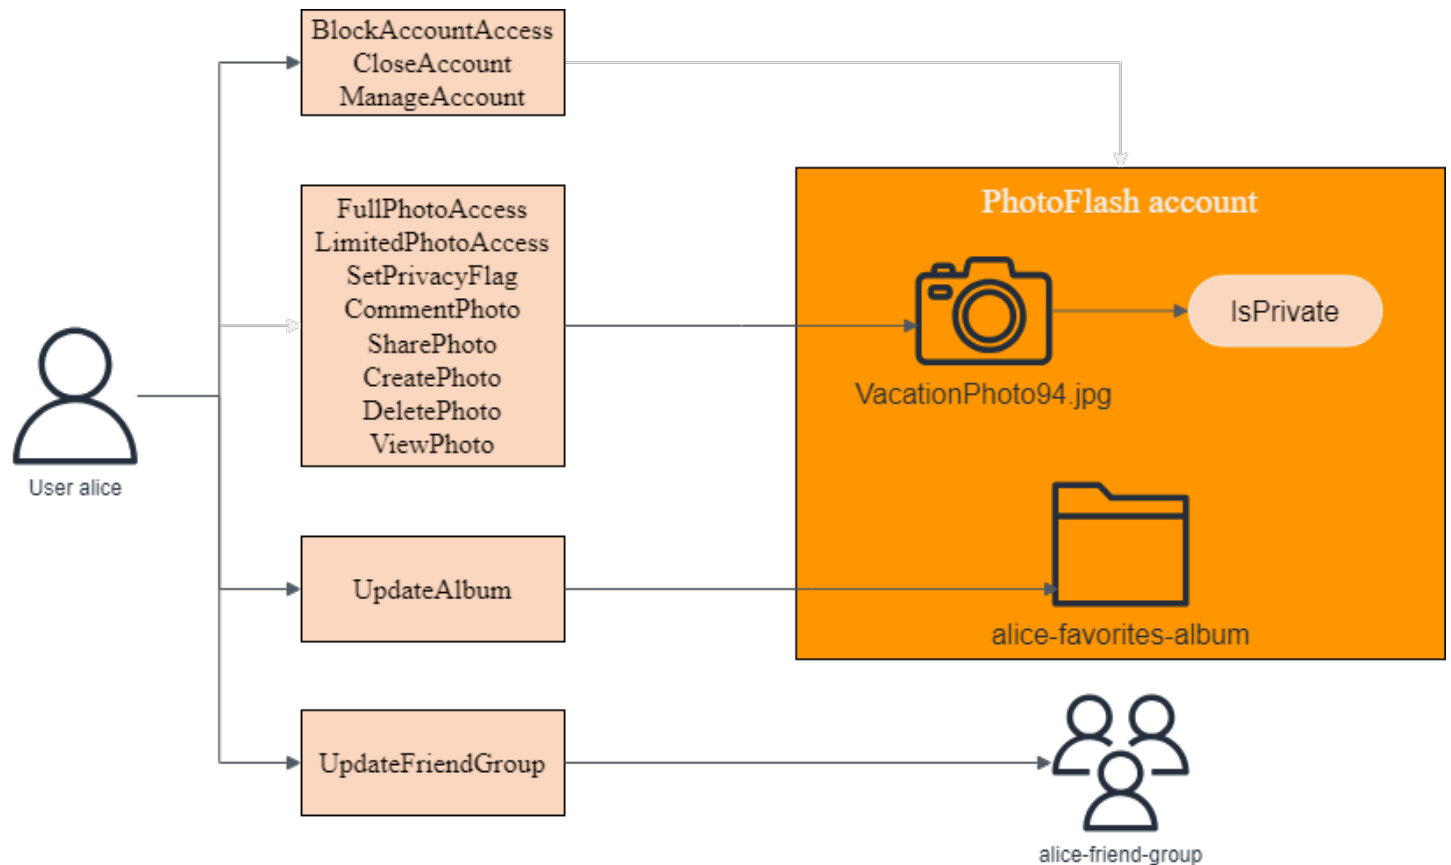 BlockAccountAccess
CloseAccount
ManageAccount
PhotoFlash account
FullPhotoAccess
LimitedPhotoAccess
SetPrivacyFlag
CommentPhoto
SharePhoto
CreatePhoto
DeletePhoto
ViewPhoto
IsPrivate
VacationPhoto94.jpg
User alice
UpdateAlbum
alice-favorites-album
UpdateFriendGroup
alice-friend-group